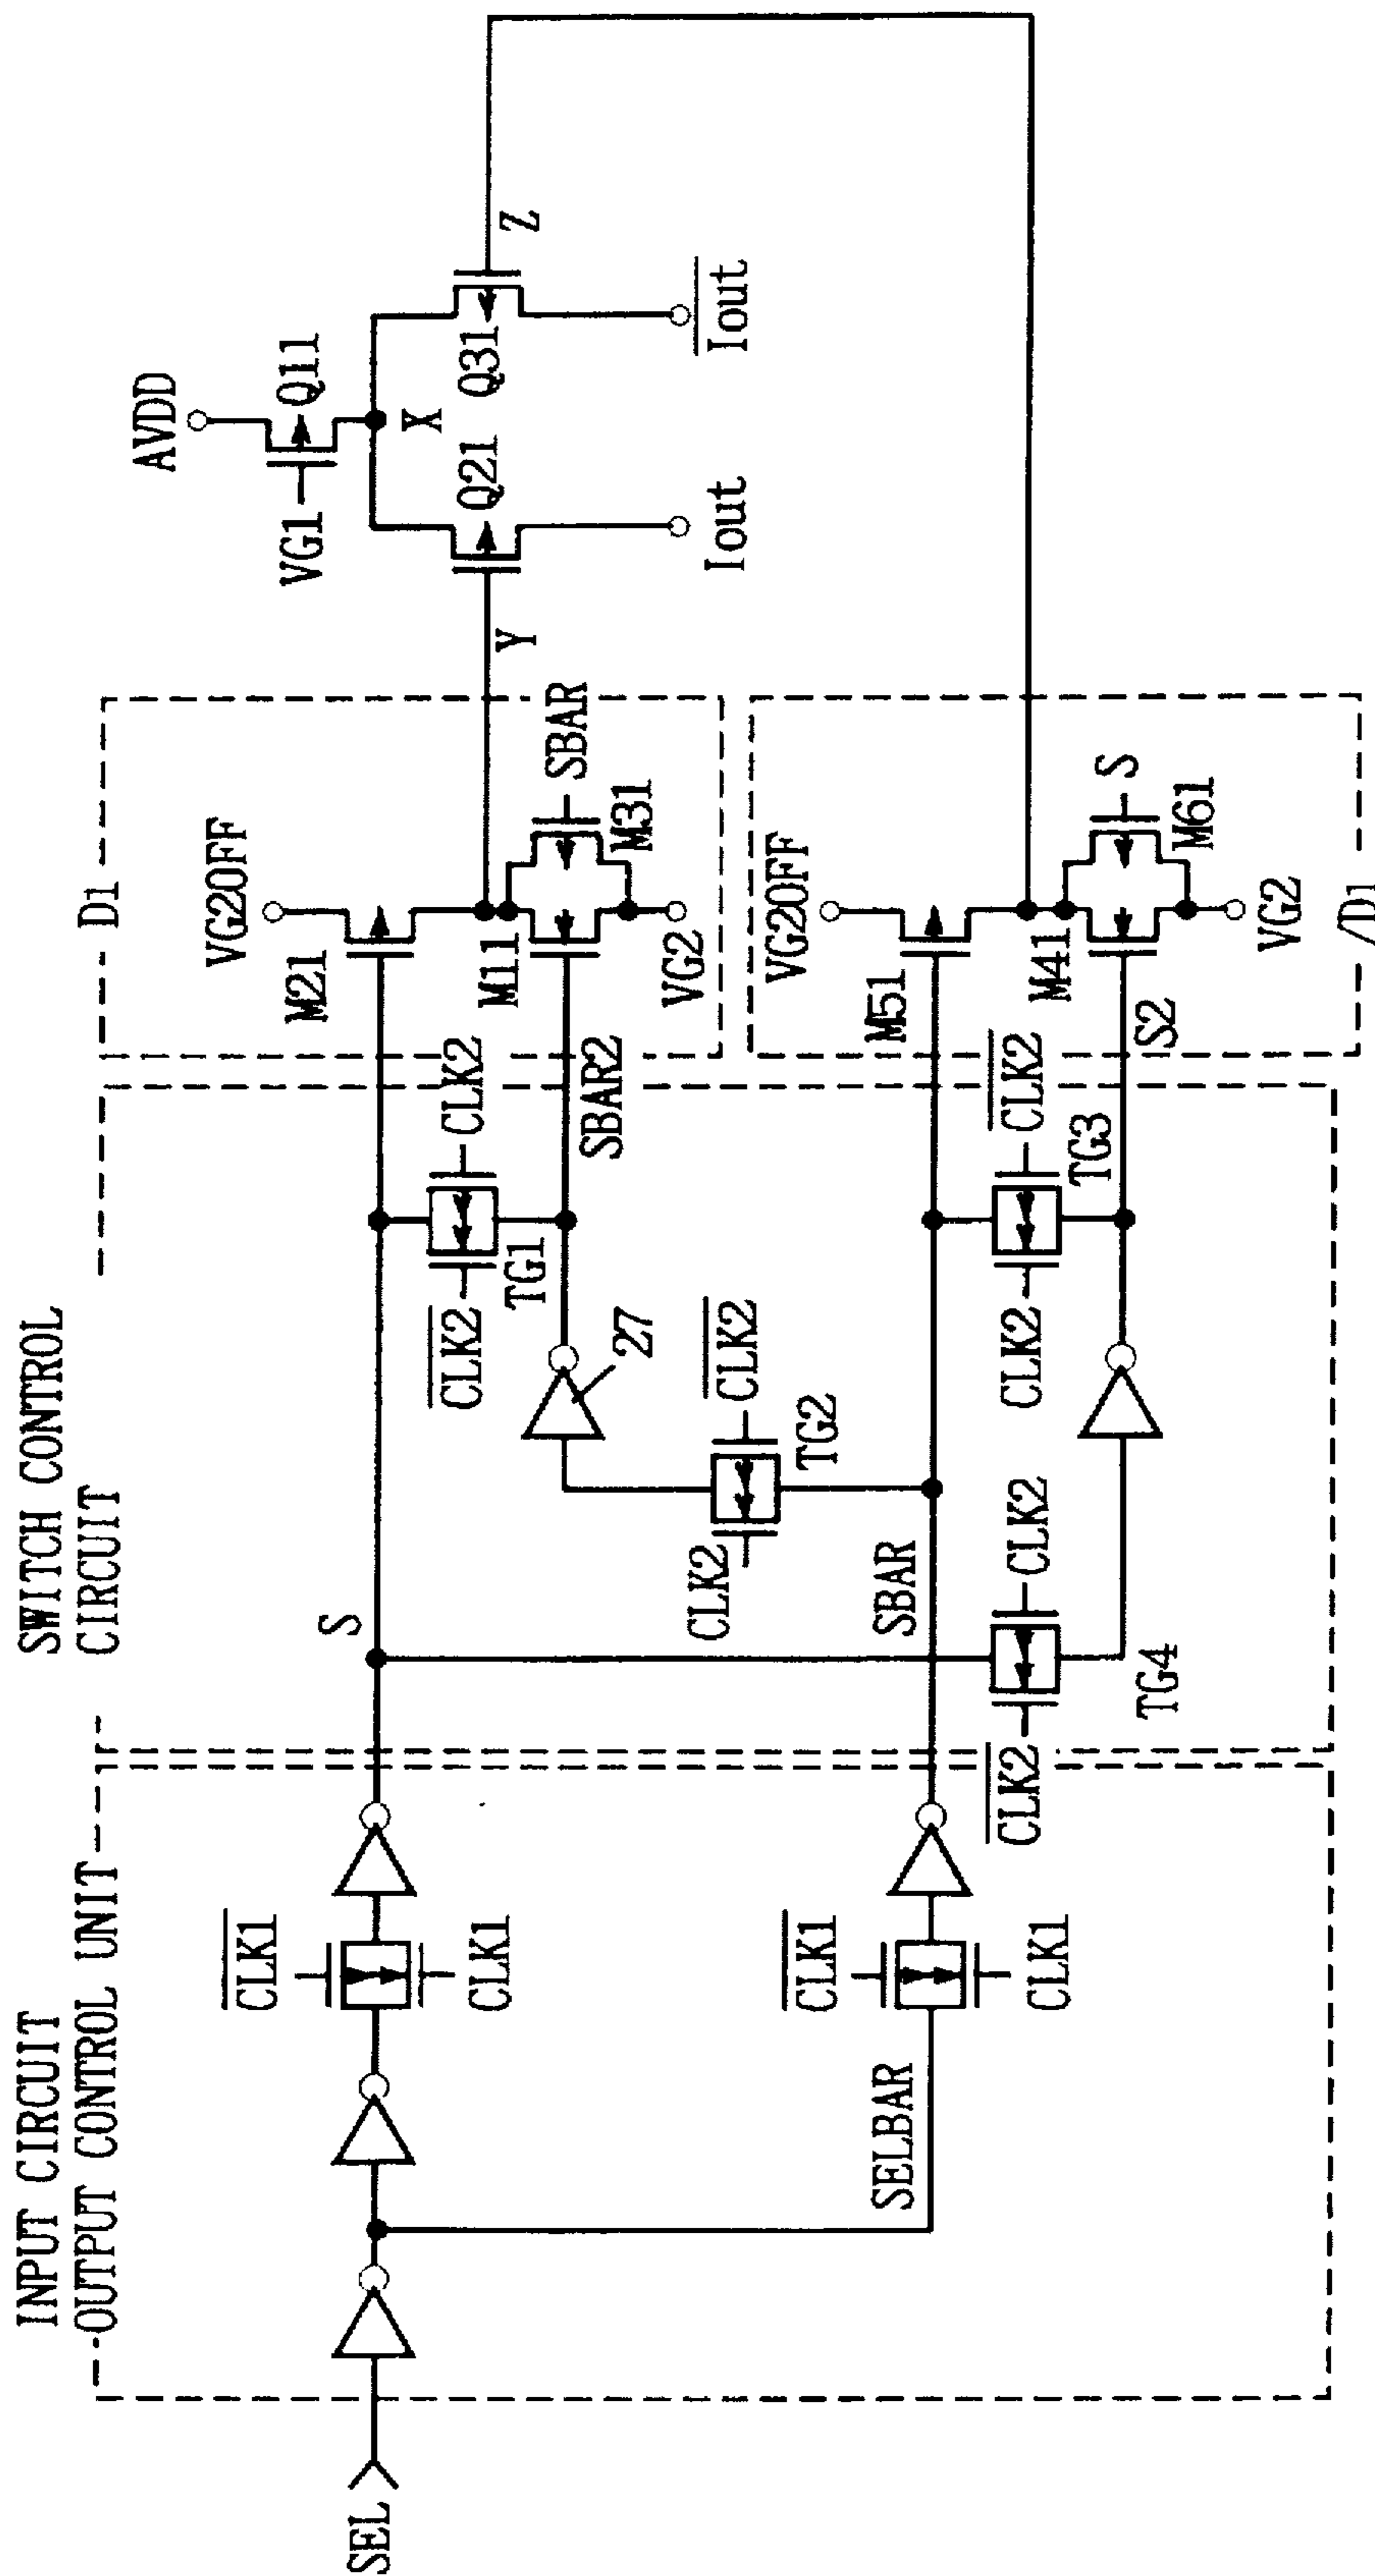 INPUT CIRCUIT
OUTPUT CONTROL UNIT
SWITCH CONTROL
CIRCUIT
D1
VG2OFF
AVDD
VG1
Q11
X
Q21
Q31
Z
Y
Iout
Iout
SEL
CLK1
CLK1
S
CLK2
CLK2
TG1
M21
M11
SBAR
M31
VG2
SBAR2
27
CLK2
CLK2
TG2
SELBAR
CLK1
CLK1
SBAR
CLK2
CLK2
TG4
CLK2
CLK2
TG3
M51
VG2OFF
M41
S
M61
S2
VG2
/D1